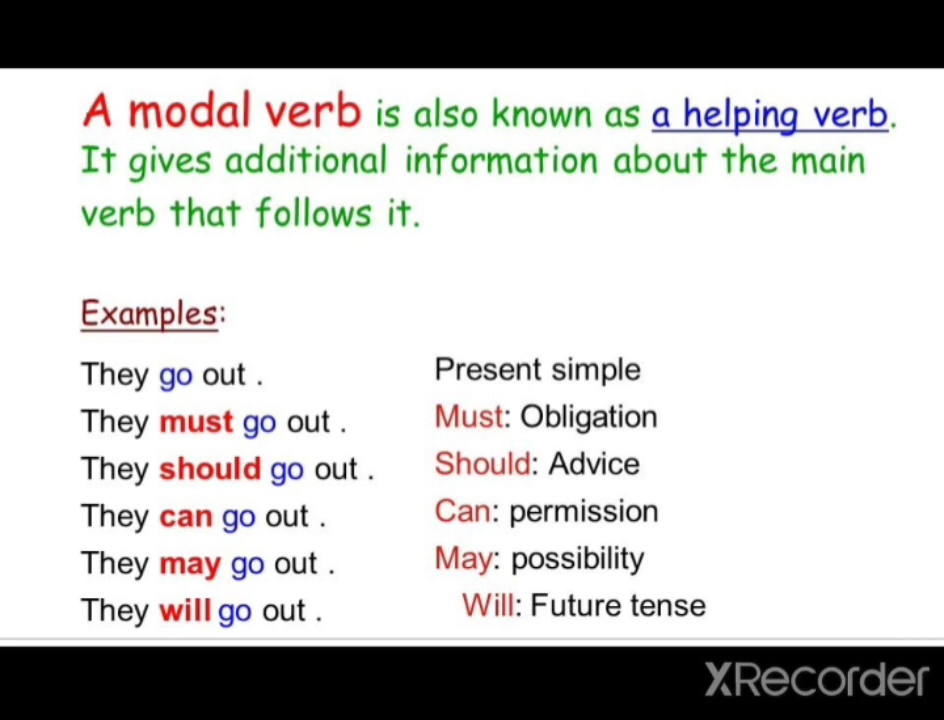 A modal verb is also known as a helping verb.
It gives additional information about the main
verb that follows it.
Examples:
They go out . Present simple
They must go out . Must: Obligation
They should go out . Should: Advice
They can go out . Can: permission
They may go out . May: possibility
They will go out . Will: Future tense
XRecorder